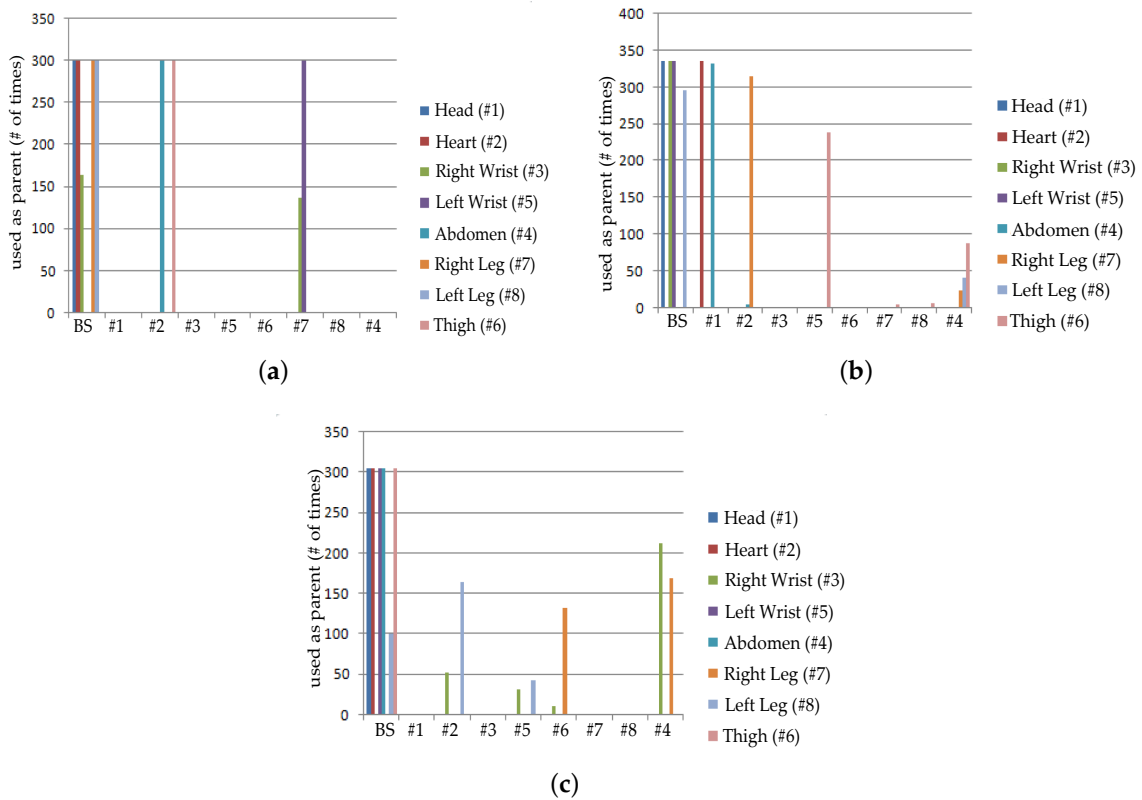 350
300
250
200
150
100
50
0
used as parent (# of times)
BS #1 #2 #3 #5 #6 #7 #8 #4
Head (#1)
Heart (#2)
Right Wrist (#3)
Left Wrist (#5)
Abdomen (#4)
Right Leg (#7)
Left Leg (#8)
Thigh (#6)
(a)
400
350
300
250
200
150
100
50
0
used as parent (# of times)
BS #1 #2 #3 #5 #6 #7 #8 #4
Head (#1)
Heart (#2)
Right Wrist (#3)
Left Wrist (#5)
Abdomen (#4)
Right Leg (#7)
Left Leg (#8)
Thigh (#6)
(b)
350
300
250
200
150
100
50
0
used as parent (# of times)
BS #1 #2 #3 #5 #6 #7 #8 #4
Head (#1)
Heart (#2)
Right Wrist (#3)
Left Wrist (#5)
Abdomen (#4)
Right Leg (#7)
Left Leg (#8)
Thigh (#6)
(c)